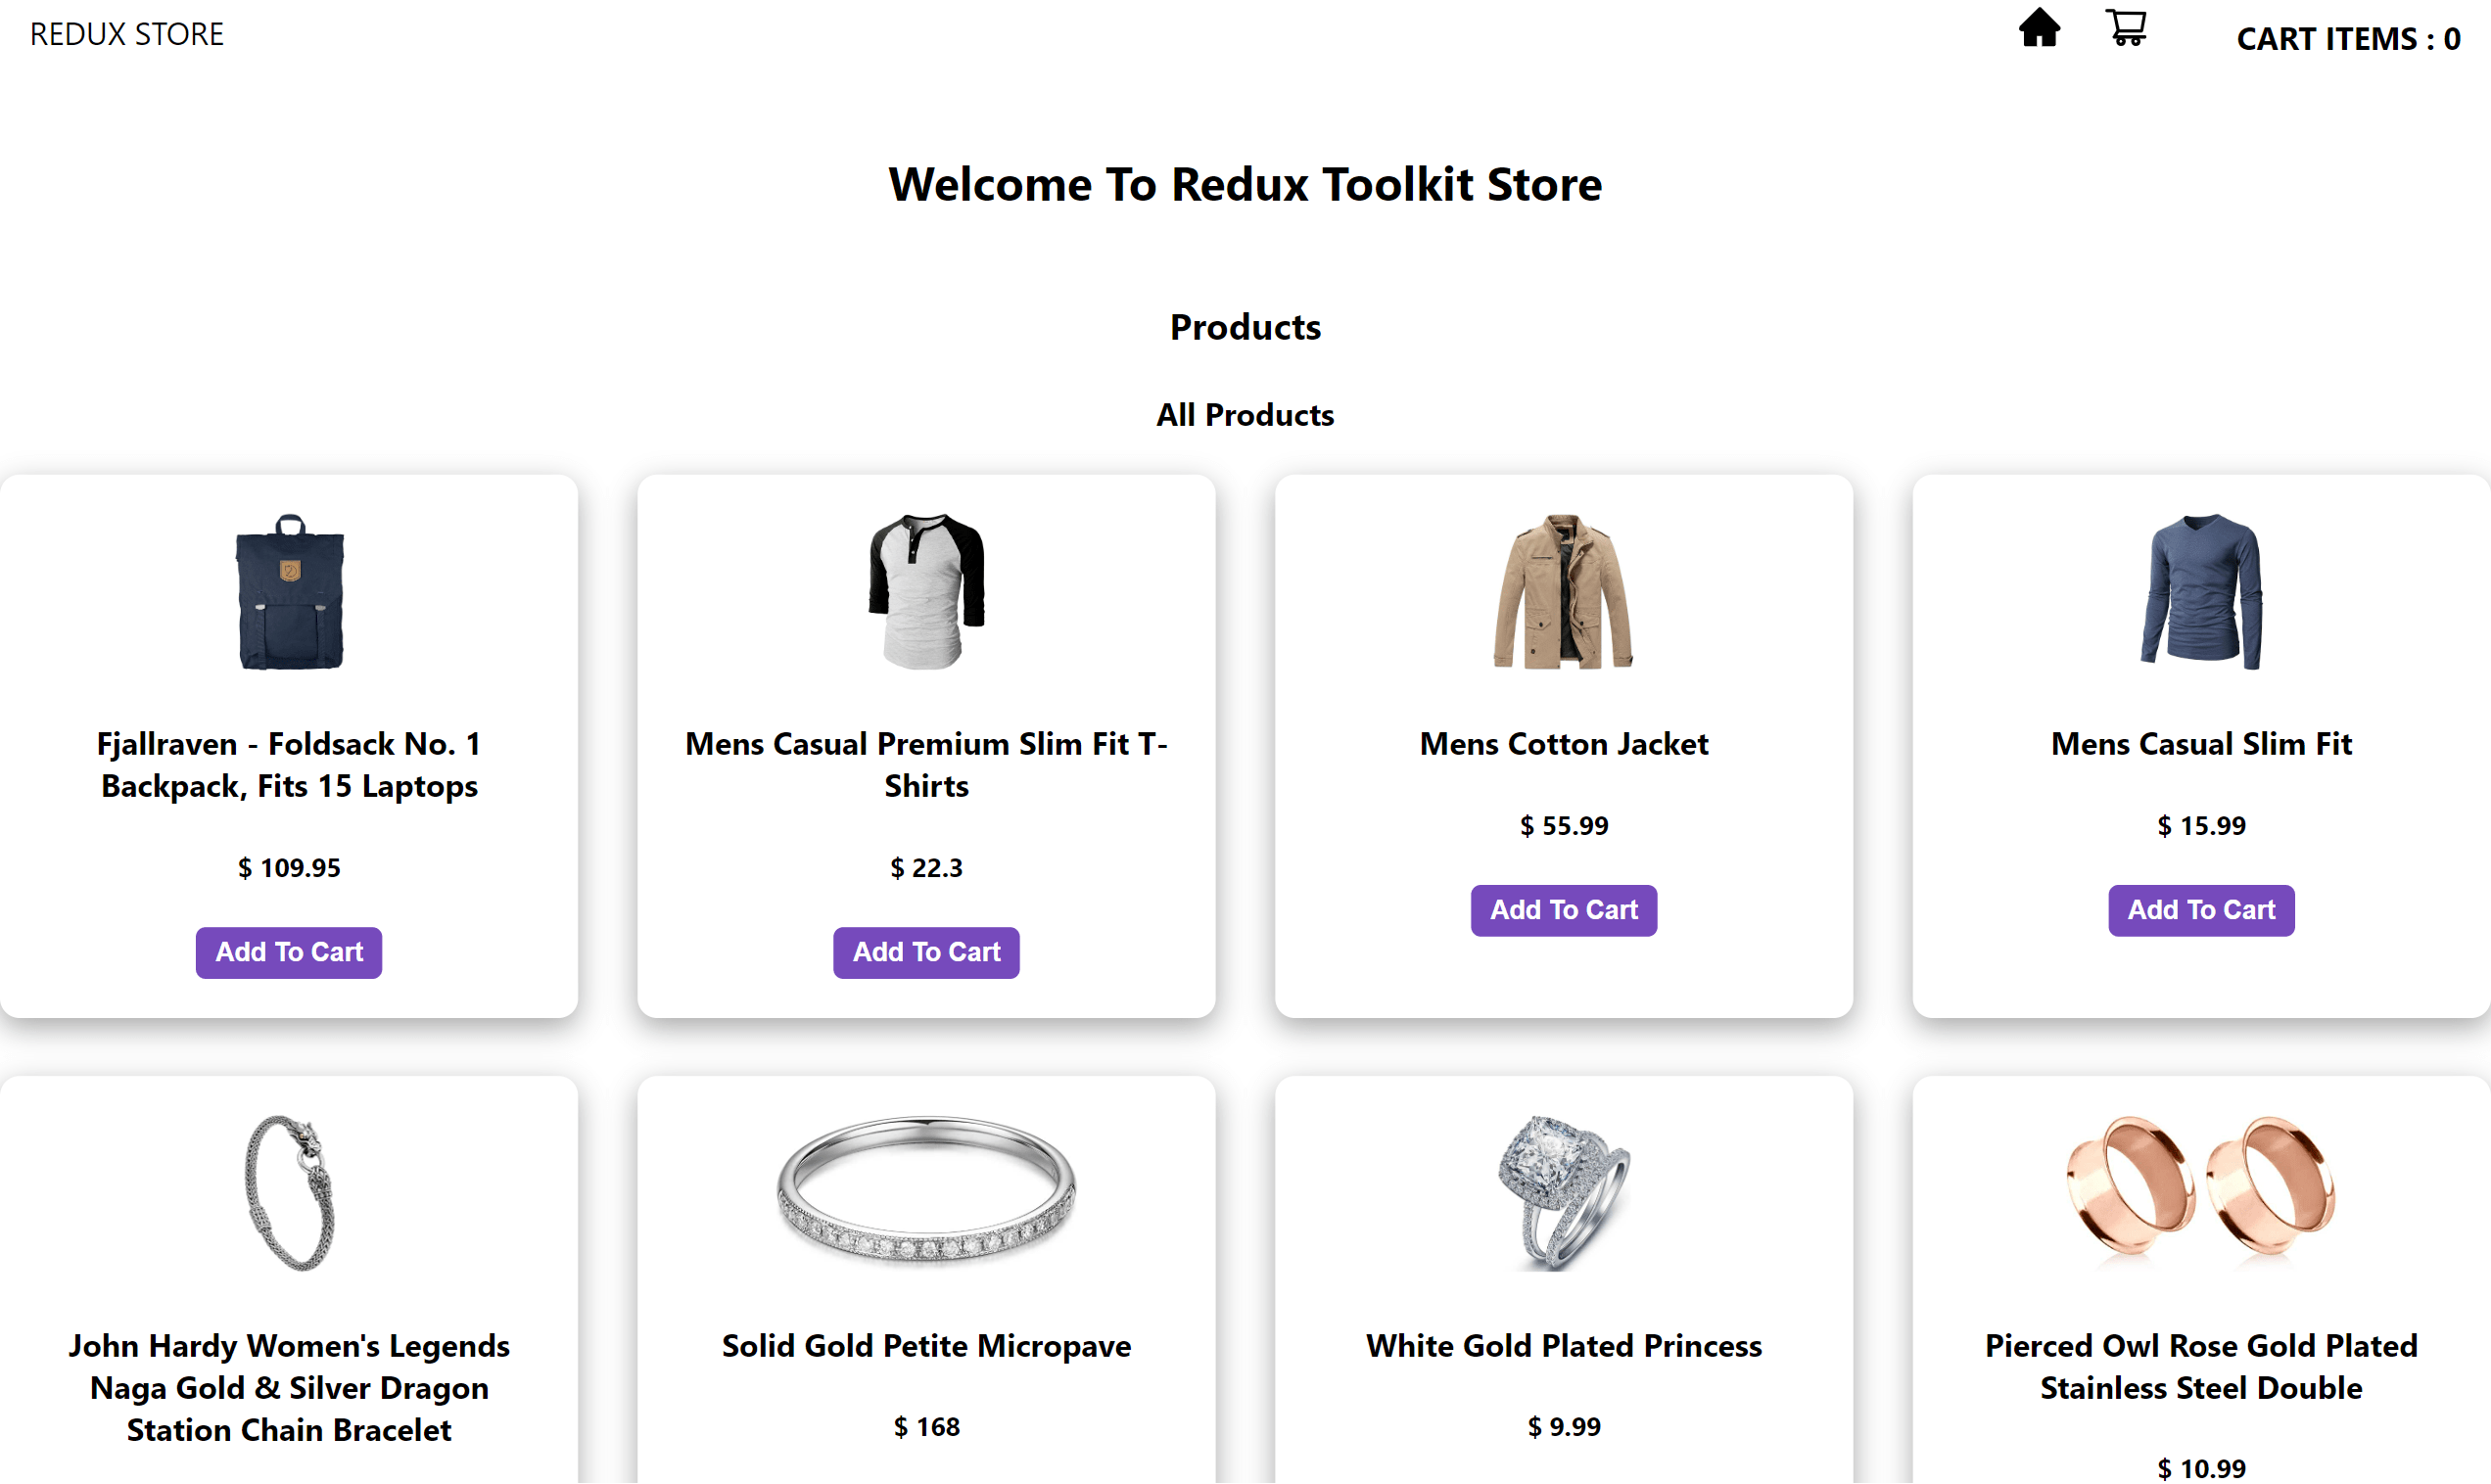 REDUX STORE
CART ITEMS : 0
Welcome To Redux Toolkit Store
Products
All Products
Fjallraven - Foldsack No. 1
Backpack, Fits 15 Laptops
$ 109.95
Add To Cart
Mens Casual Premium Slim Fit T-
Shirts
$ 22.3
Add To Cart
Mens Cotton Jacket
$ 55.99
Add To Cart
Mens Casual Slim Fit
$ 15.99
Add To Cart
John Hardy Women's Legends
Naga Gold & Silver Dragon
Station Chain Bracelet
Solid Gold Petite Micropave
$ 168
White Gold Plated Princess
$ 9.99
Pierced Owl Rose Gold Plated
Stainless Steel Double
$ 10.99